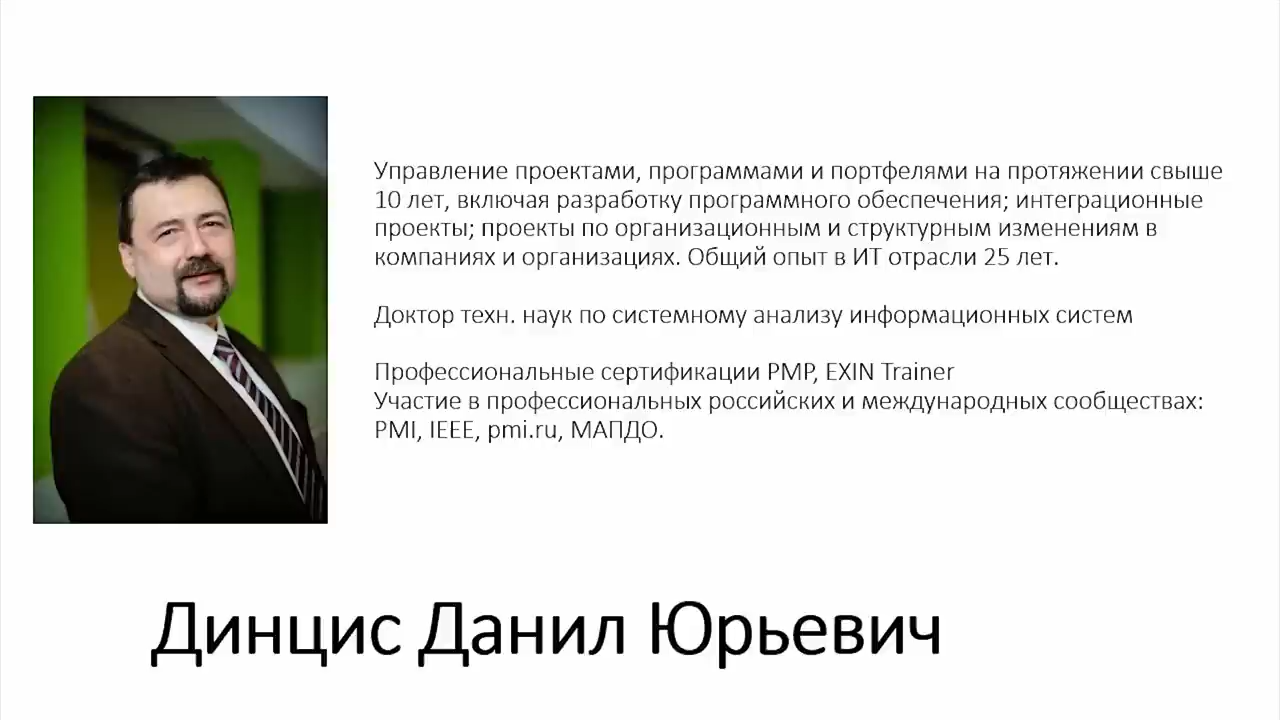 Управление проектами, программами и портфелями на протяжении свыше
10 лет, включая разработку программного обеспечения; интеграционные
проекты; проекты по организационным и структурным изменениям в
компаниях и организациях. Общий опыт в ИТ отрасли 25 лет.
Доктор техн. наук по системному анализу информационных систем
Профессиональные сертификации PMP, EXIN Trainer
Участие в профессиональных российских и международных сообществах:
PMI, IEEE, pmi.ru, МАПДО.
Динцис Данил Юрьевич